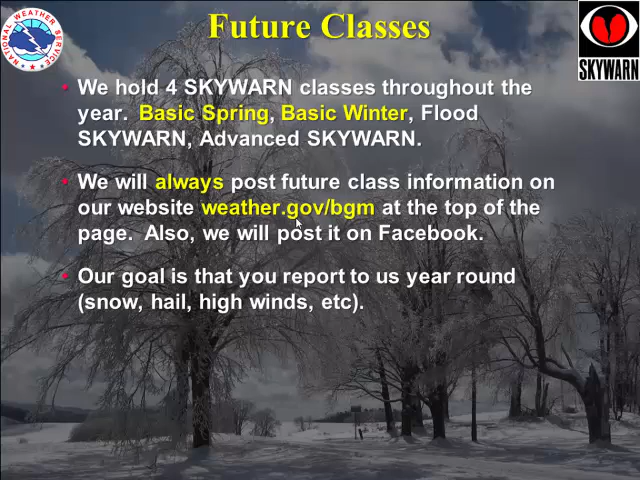 Future Classes
NATIONAL WEATHER SERVICE
SKYWARN
• We hold 4 SKYWARN classes throughout the
year. Basic Spring, Basic Winter, Flood
SKYWARN, Advanced SKYWARN.
• We will always post future class information on
our website weather.gov/bgm at the top of the
page. Also, we will post it on Facebook.
• Our goal is that you report to us year round
(snow, hail, high winds, etc).